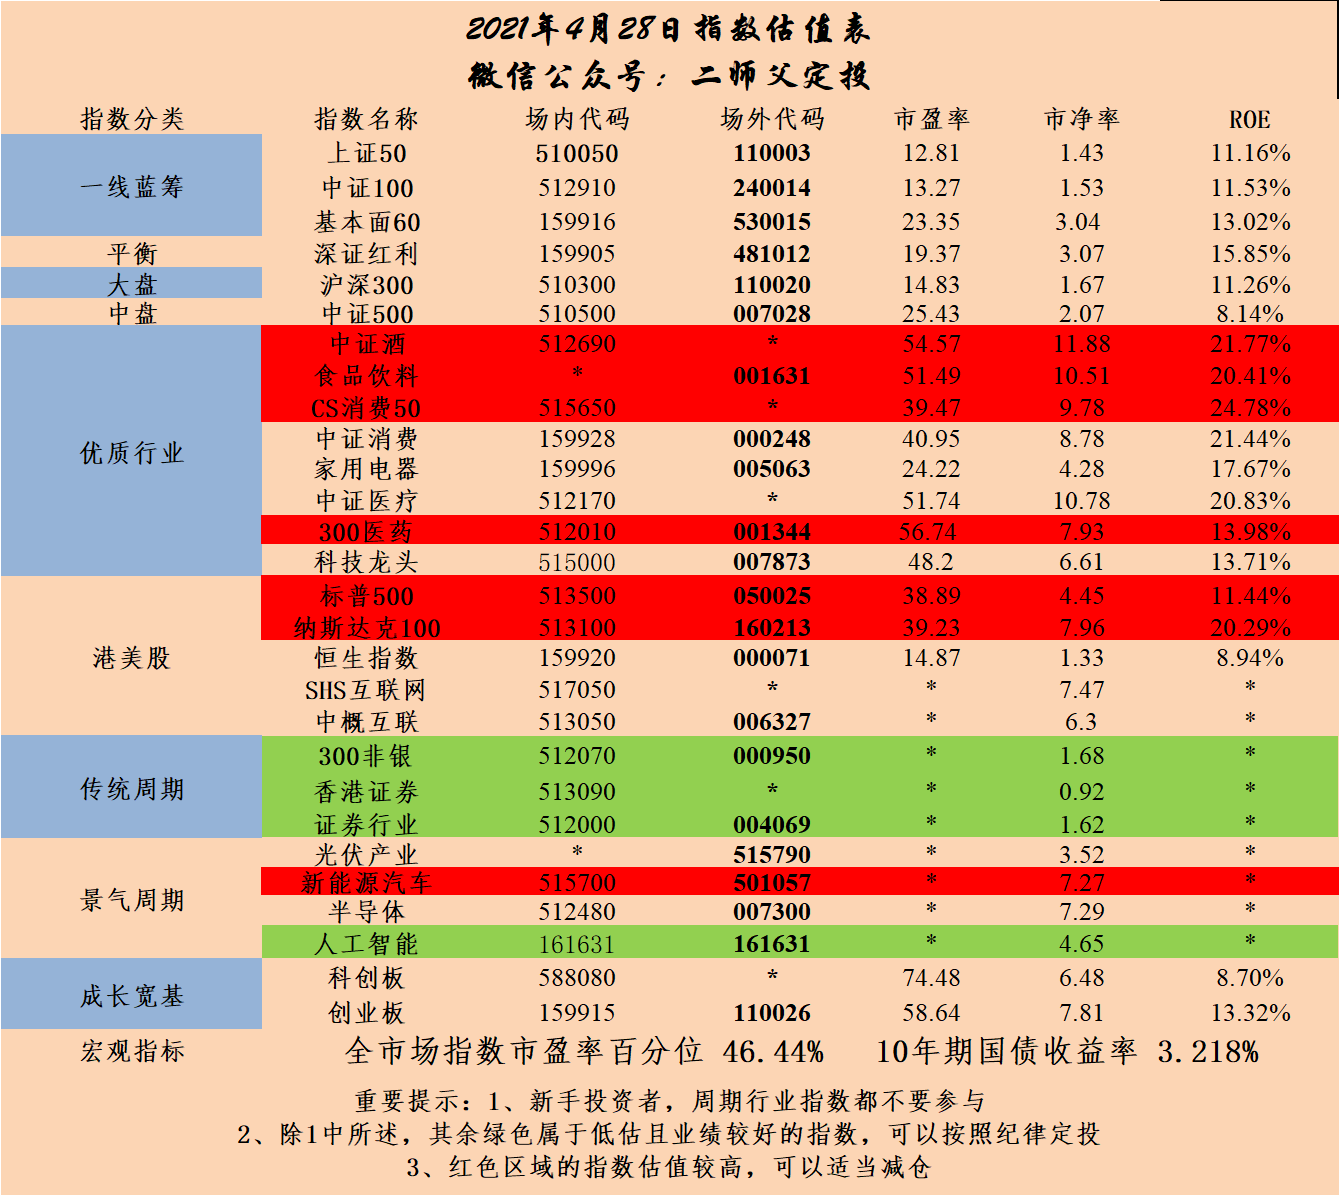 2021年4月28日指数估值表
微信公众号：二师父定投
指数分类 指数名称 场内代码 场外代码 市盈率 市净率 ROE
一线蓝筹
上证50 510050 110003 12.81 1.43 11.16%
中证100 512910 240014 13.27 1.53 11.53%
基本面60 159916 530015 23.35 3.04 13.02%
平衡 深证红利 159905 481012 19.37 3.07 15.85%
大盘 沪深300 510300 110020 14.83 1.67 11.26%
中盘 中证500 510500 007028 25.43 2.07 8.14%
优质行业
中证酒 512690 * 54.57 11.88 21.77%
食品饮料 * 001631 51.49 10.51 20.41%
CS消费50 515650 * 39.47 9.78 24.78%
中证消费 159928 000248 40.95 8.78 21.44%
家用电器 159996 005063 24.22 4.28 17.67%
中证医疗 512170 * 51.74 10.78 20.83%
300医药 512010 001344 56.74 7.93 13.98%
科技龙头 515000 007873 48.2 6.61 13.71%
港美股
标普500 513500 050025 38.89 4.45 11.44%
纳斯达克100 513100 160213 39.23 7.96 20.29%
恒生指数 159920 000071 14.87 1.33 8.94%
SHS互联网 517050 * * 7.47 *
中概互联 513050 006327 * 6.3 *
传统周期
300非银 512070 000950 * 1.68 *
香港证券 513090 * * 0.92 *
证券行业 512000 004069 * 1.62 *
景气周期
光伏产业 * 515790 * 3.52 *
新能源汽车 515700 501057 * 7.27 *
半导体 512480 007300 * 7.29 *
人工智能 161631 161631 * 4.65 *
成长宽基
科创板 588080 * 74.48 6.48 8.70%
创业板 159915 110026 58.64 7.81 13.32%
宏观指标 全市场指数市盈率百分位 46.44% 10年期国债收益率 3.218%
重要提示：1、新手投资者，周期行业指数都不要参与
2、除1中所述，其余绿色属于低估且业绩较好的指数，可以按照纪律定投
3、红色区域的指数估值较高，可以适当减仓